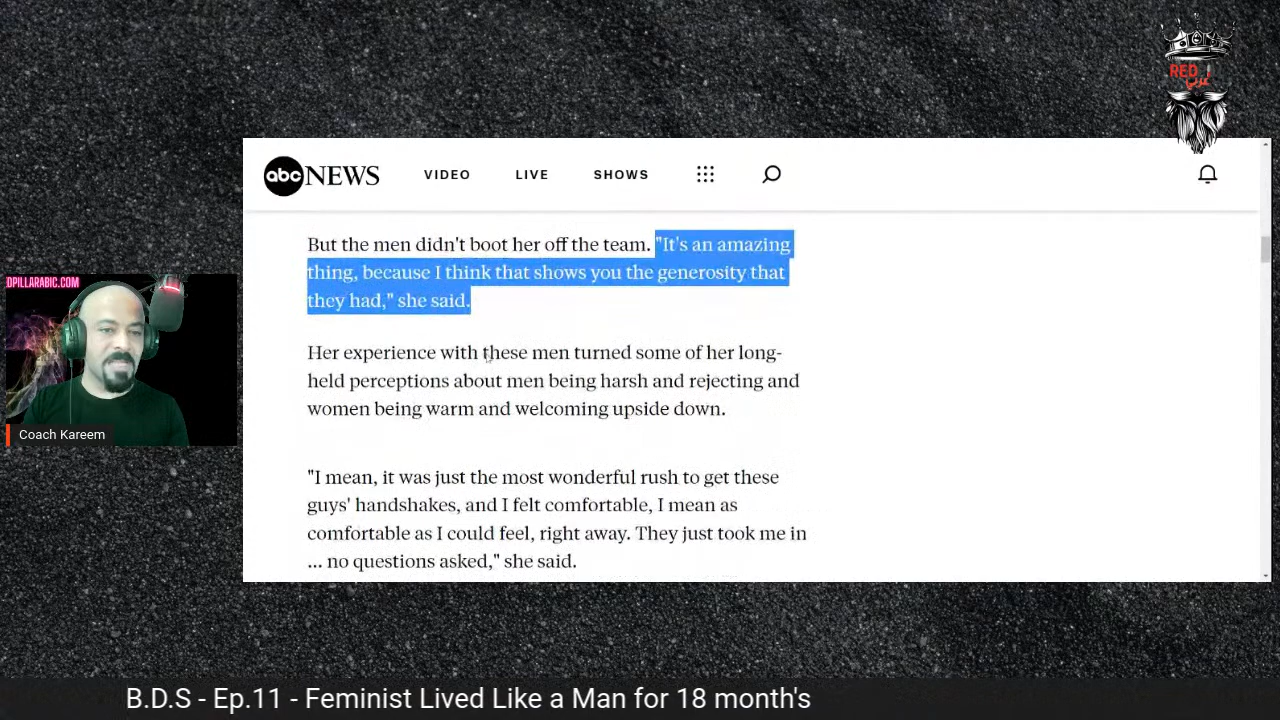 RED
abc NEWS
VIDEO
LIVE
SHOWS
But the men didn't boot her off the team. "It's an amazing
thing, because I think that shows you the generosity that
they had," she said.
Her experience with these men turned some of her long-
held perceptions about men being harsh and rejecting and
women being warm and welcoming upside down.
"I mean, it was just the most wonderful rush to get these
guys' handshakes, and I felt comfortable, I mean as
comfortable as I could feel, right away. They just took me in
... no questions asked," she said.
DPILLARABIC.COM
Coach Kareem
B.D.S - Ep.11 - Feminist Lived Like a Man for 18 month's